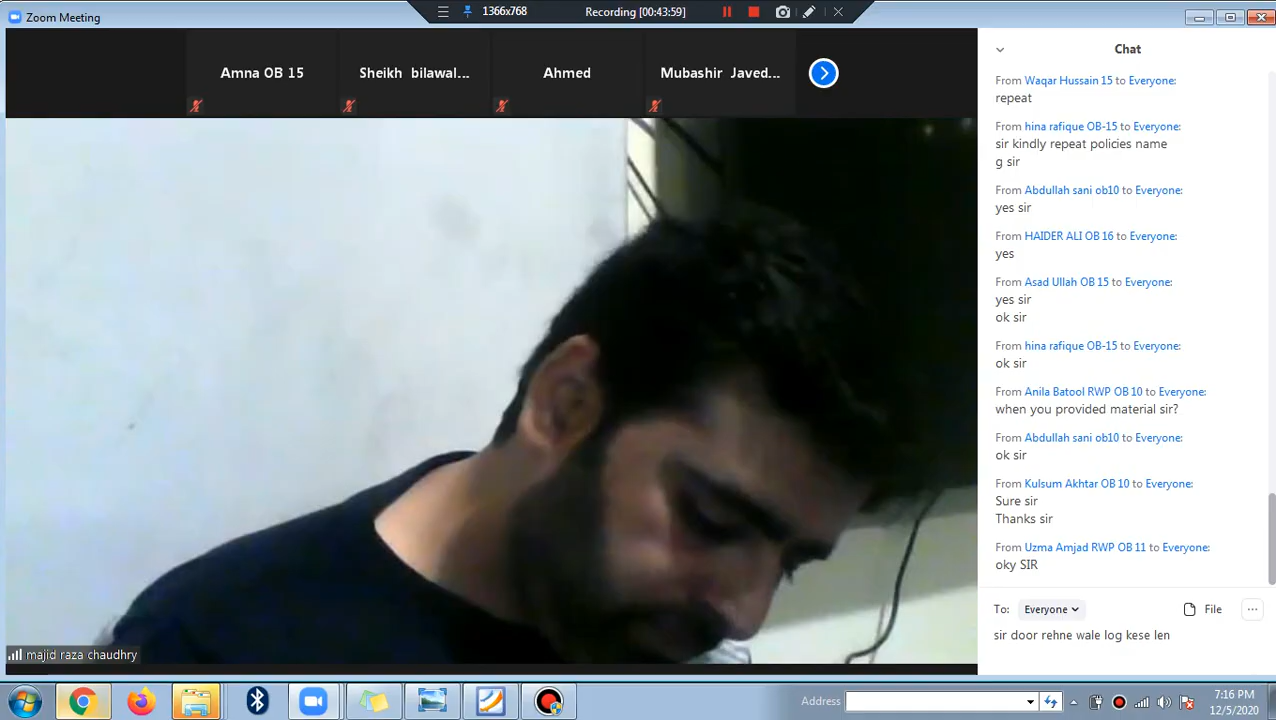 Zoom Meeting
1366x768
Recording [00:43:59]
Amna OB 15
Sheikh bilawal...
Ahmed
Mubashir Javed...
majid raza chaudhry
Chat
From Waqar Hussain 15 to Everyone:
repeat
From hina rafique OB-15 to Everyone:
sir kindly repeat policies name
g sir
From Abdullah sani ob10 to Everyone:
yes sir
From HAIDER ALI OB 16 to Everyone:
yes
From Asad Ullah OB 15 to Everyone:
yes sir
ok sir
From hina rafique OB-15 to Everyone:
ok sir
From Anila Batool RWP OB 10 to Everyone:
when you provided material sir?
From Abdullah sani ob10 to Everyone:
ok sir
From Kulsum Akhtar OB 10 to Everyone:
Sure sir
Thanks sir
From Uzma Amjad RWP OB 11 to Everyone:
oky SIR
To: Everyone File
sir door rehne wale log kese len
Address
7:16 PM
12/5/2020